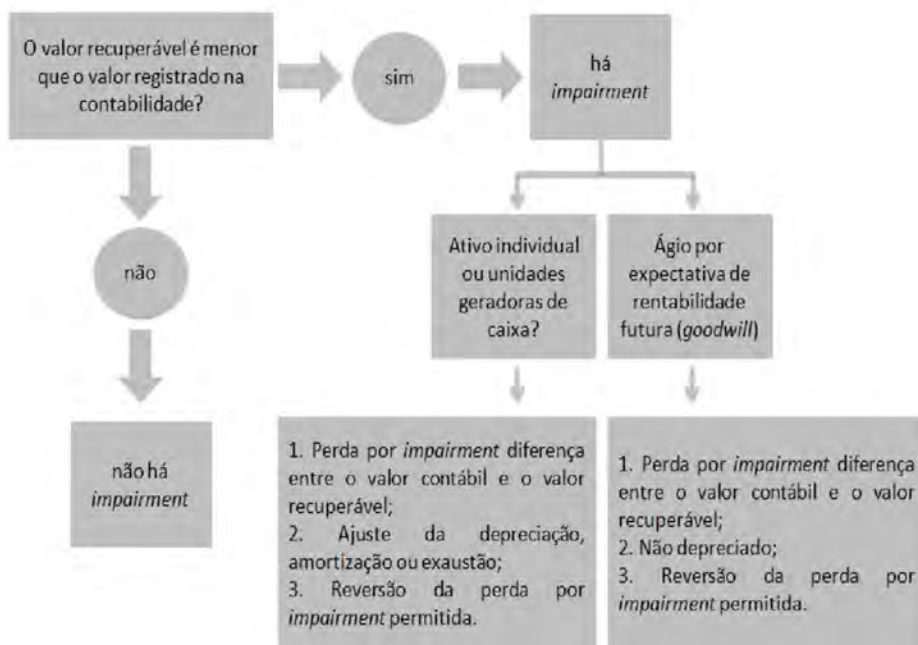 O valor recuperável é menor
que o valor registrado na
contabilidade?
sim
há
impairment
não
não há
impairment
Ativo individual
ou unidades
geradoras de
caixa?
Ágio por
expectativa de
rentabilidade
futura (goodwill)
1. Perda por impairment diferença
entre o valor contábil e o valor
recuperável;
2. Ajuste da depreciação,
amortização ou exaustão;
3. Reversão da perda por
impairment permitida.
1. Perda por impairment diferença
entre o valor contábil e o valor
recuperável;
2. Não depreciado;
3. Reversão da perda por
impairment permitida.